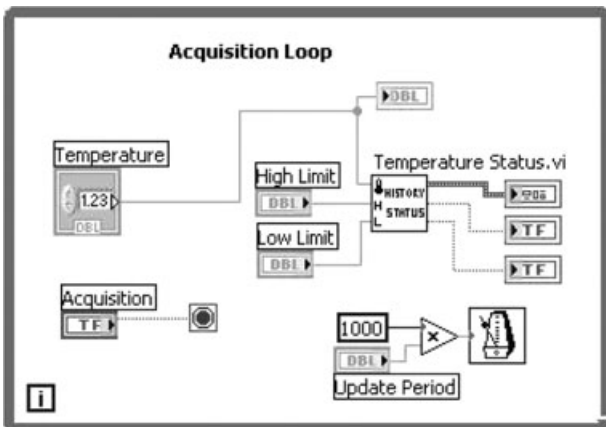 Acquisition Loop
DBL
Temperature
1.23
DBL
High Limit
DBL
Low Limit
DBL
Temperature Status.vi
HISTORY
H STATUS
L
TF
TF
Acquisition
TF
1000
x
DBL
Update Period
i